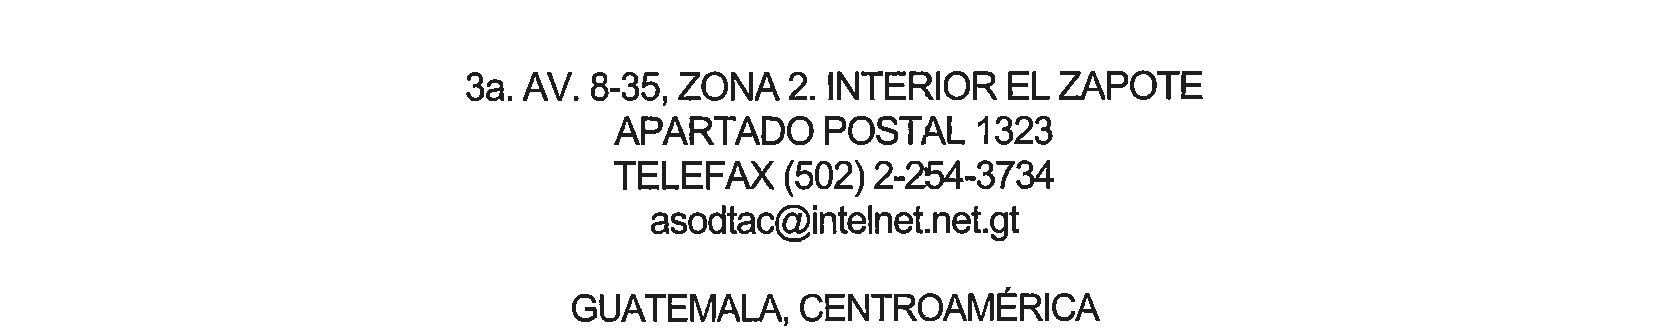 3a. AV. 8-35, ZONA 2. INTERIOR EL ZAPOTE
APARTADO POSTAL 1323
TELEFAX (502) 2-254-3734
asodtac@intelnet.net.gt
GUATEMALA, CENTROAMÉRICA